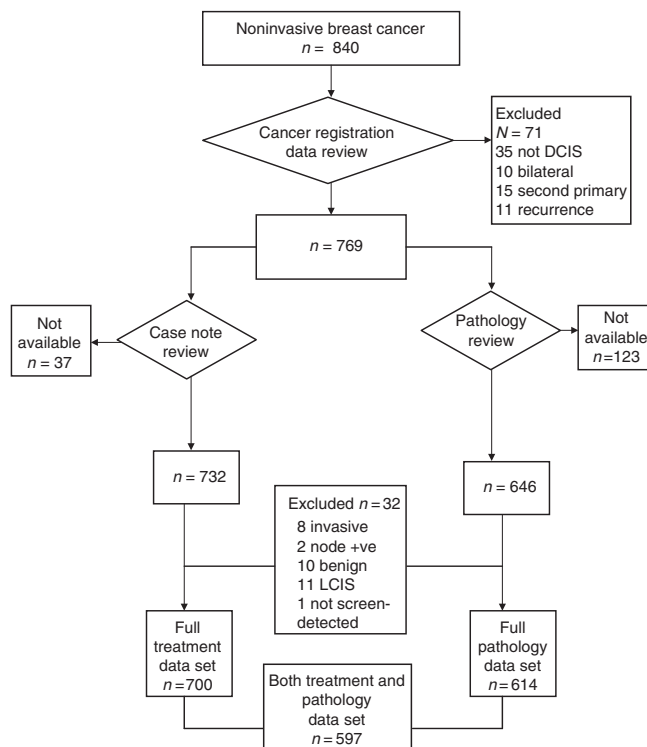 Noninvasive breast cancer
n = 840
Cancer registration
data review
Excluded
N = 71
35 not DCIS
10 bilateral
15 second primary
11 recurrence
n = 769
Not
available
n = 37
Case note
review
Pathology
review
Not
available
n=123
n = 732
n = 646
Excluded n = 32
8 invasive
2 node +ve
10 benign
11 LCIS
1 not screen-
detected
Full
treatment
data set
n=700
Full
pathology
data set
n=614
Both treatment and
pathology
data set
n = 597